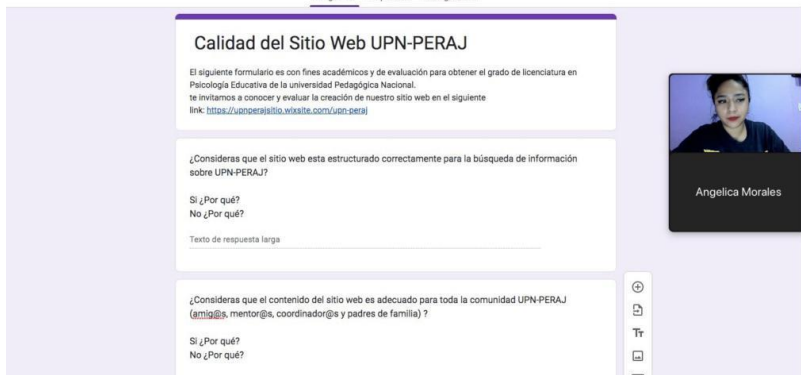 Calidad del Sitio Web UPN-PERAJ
El siguiente formulario es con fines académicos y de evaluación para obtener el grado de licenciatura en
Psicología Educativa de la universidad Pedagógica Nacional.
te invitamos a conocer y evaluar la creación de nuestro sitio web en el siguiente
link: https://upnperajsitio.wixsite.com/upn-peraj
¿Consideras que el sitio web esta estructurado correctamente para la búsqueda de información
sobre UPN-PERAJ?
Si ¿Por qué?
No ¿Por qué?
Texto de respuesta larga
Angelica Morales
¿Consideras que el contenido del sitio web es adecuado para toda la comunidad UPN-PERAJ
(amig@s, mentor@s, coordinador@s y padres de familia) ?
Si ¿Por qué?
No ¿Por qué?
Tт